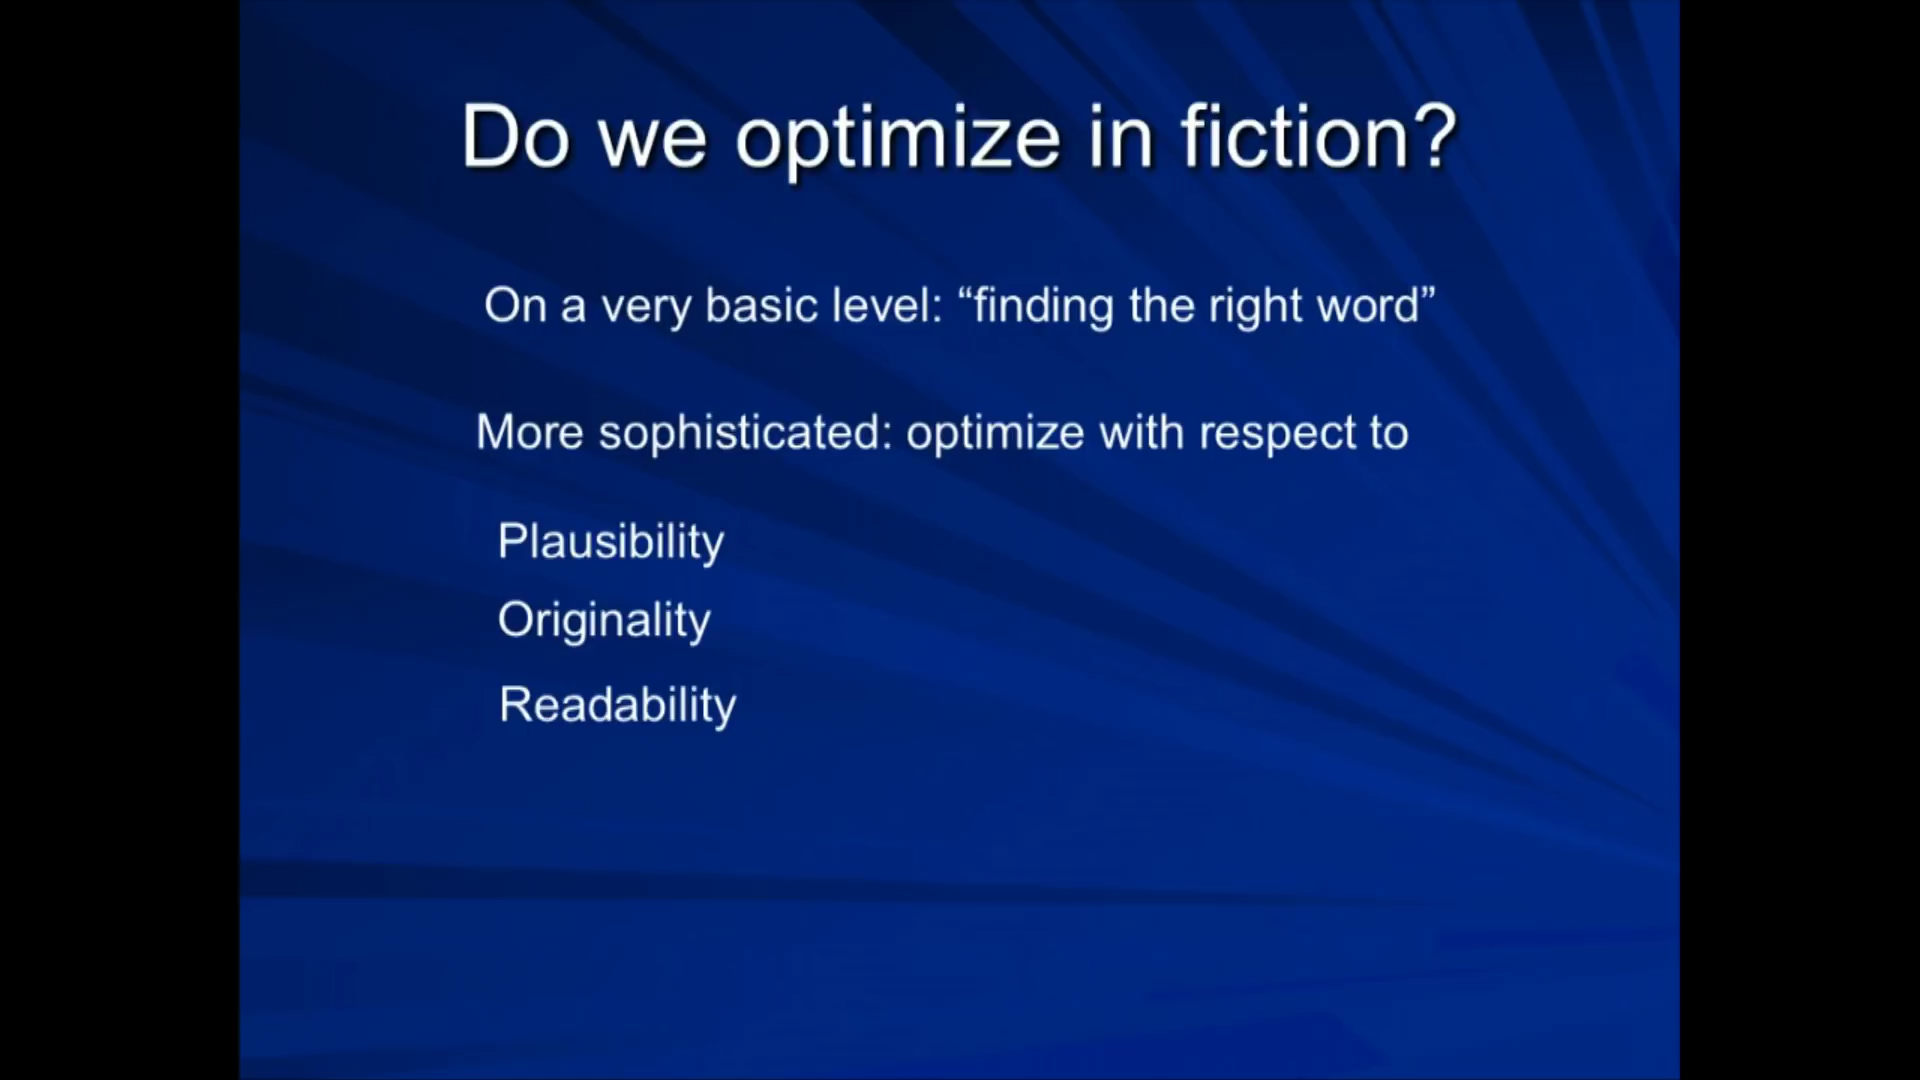 Do we optimize in fiction?
On a very basic level: “finding the right word”
More sophisticated: optimize with respect to
Plausibility
Originality
Readability